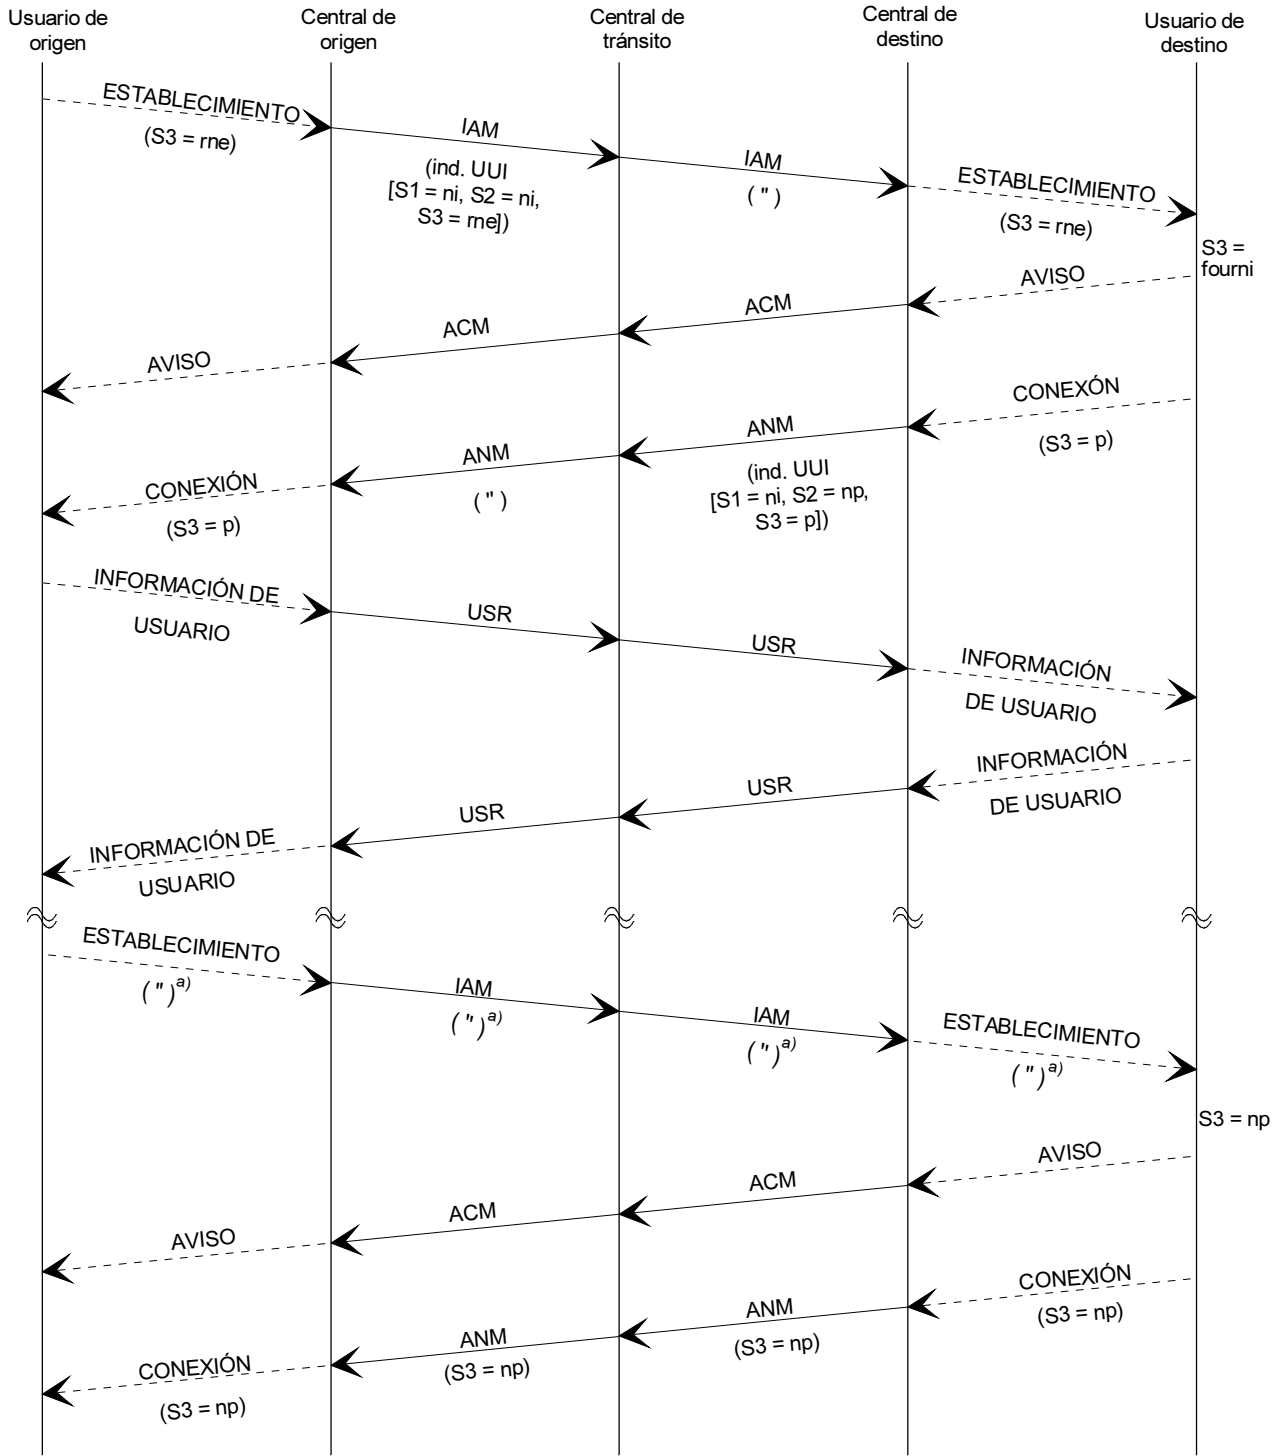 Usuario de
origen
Central de
origen
Central de
tránsito
Central de
destino
Usuario de
destino
ESTABLECIMIENTO
(S3 = rne)
IAM
(ind. UUI
[S1 = ni, S2 = ni,
S3 = rne])
IAM
( " )
ESTABLECIMIENTO
(S3 = rne)
S3 =
fourni
AVISO
ACM
ACM
AVISO
CONEXÓN
(S3 = p)
ANM
(ind. UUI
[S1 = ni, S2 = np,
S3 = p])
ANM
( " )
CONEXIÓN
(S3 = p)
INFORMACIÓN DE
USUARIO
USR
USR
INFORMACIÓN
DE USUARIO
INFORMACIÓN
DE USUARIO
USR
USR
INFORMACIÓN DE
USUARIO
ESTABLECIMIENTO
( " )a)
IAM
( " )a)
IAM
( " )a)
ESTABLECIMIENTO
( " )a)
S3 = np
AVISO
ACM
ACM
AVISO
CONEXIÓN
(S3 = np)
ANM
(S3 = np)
ANM
(S3 = np)
CONEXIÓN
(S3 = np)